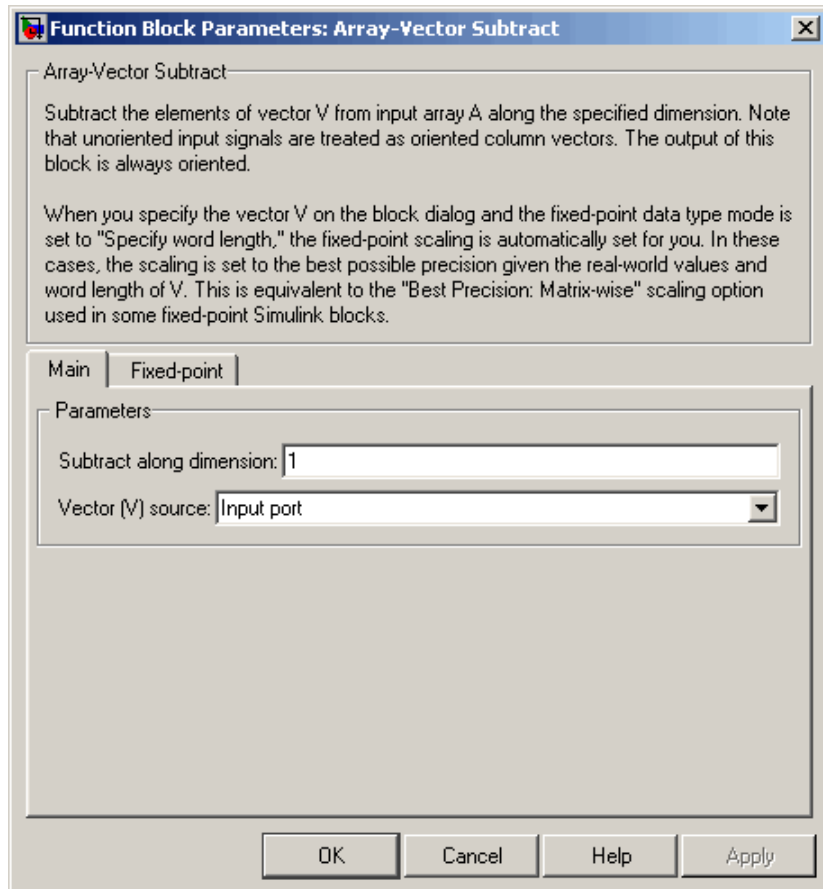 Function Block Parameters: Array-Vector Subtract
Array-Vector Subtract
Subtract the elements of vector V from input array A along the specified dimension. Note
that unoriented input signals are treated as oriented column vectors. The output of this
block is always oriented.
When you specify the vector V on the block dialog and the fixed-point data type mode is
set to "Specify word length," the fixed-point scaling is automatically set for you. In these
cases, the scaling is set to the best possible precision given the real-world values and
word length of V. This is equivalent to the "Best Precision: Matrix-wise" scaling option
used in some fixed-point Simulink blocks.
Main Fixed-point
Parameters
Subtract along dimension: 1
Vector (V) source: Input port
OK Cancel Help Apply